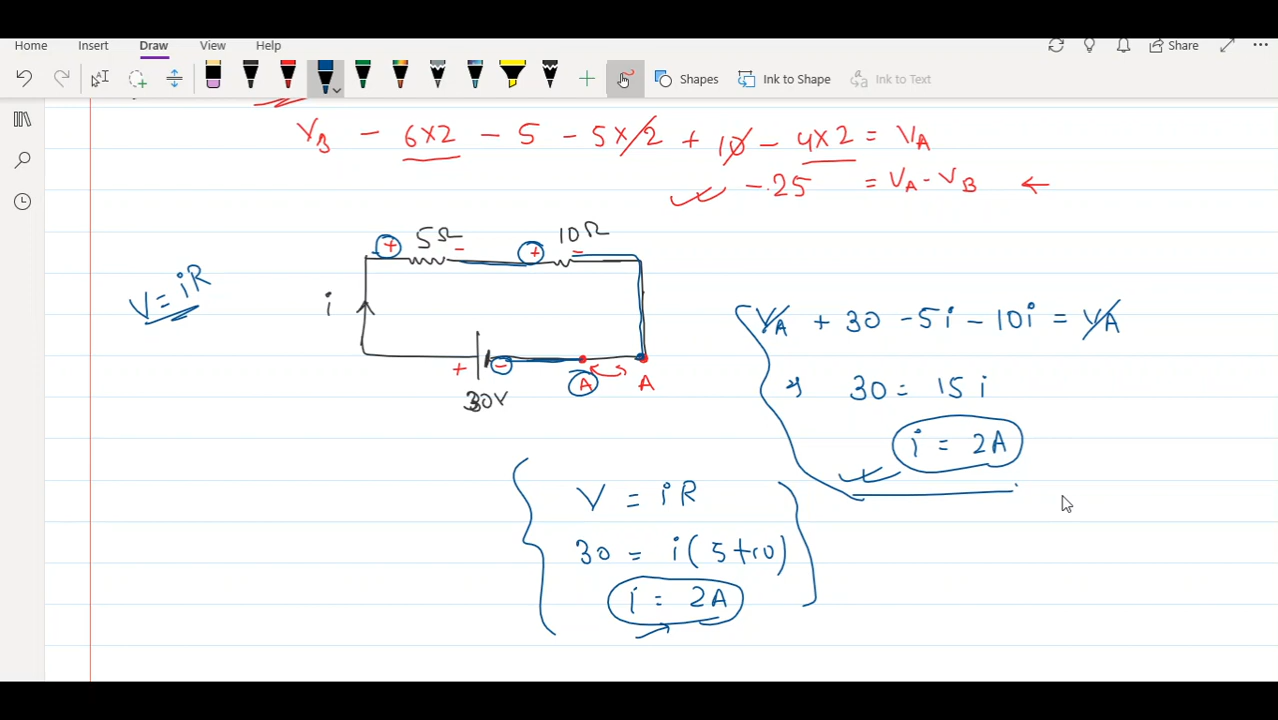 Home Insert Draw View Help Share
Shapes Ink to Shape Ink to Text
V_B - 6×2 - 5 - 5×2 + 10 - 4×2 = V_A
-25 = V_A - V_B ←
5Ω 10Ω
+ - + -
V = iR
i
V_A + 30 - 5i - 10i = V_A
+ - A A
30V
30 = 15i
i = 2A
V = iR
30 = i(5+10)
i = 2A